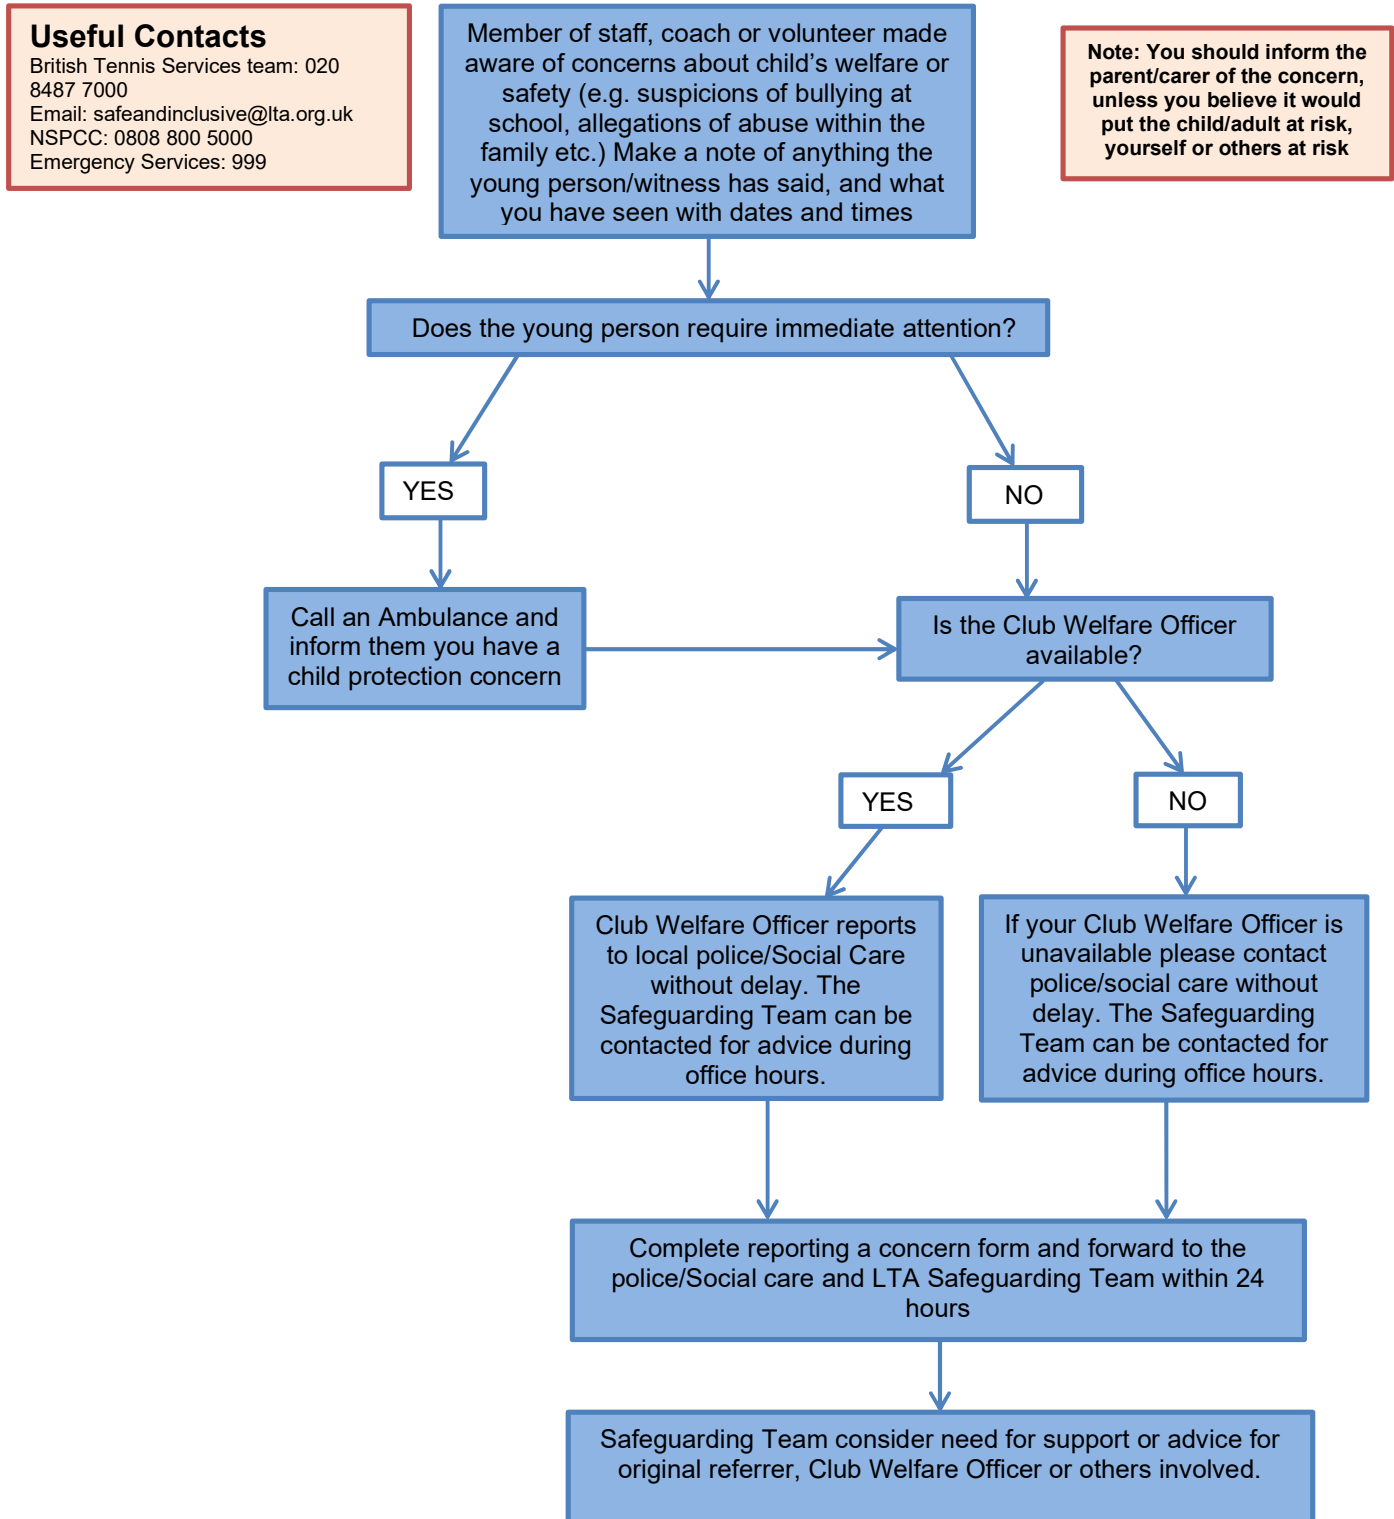 Useful Contacts
British Tennis Services team: 020
8487 7000
Email: safeandinclusive@lta.org.uk
NSPCC: 0808 800 5000
Emergency Services: 999
Member of staff, coach or volunteer made
aware of concerns about child’s welfare or
safety (e.g. suspicions of bullying at
school, allegations of abuse within the
family etc.) Make a note of anything the
young person/witness has said, and what
you have seen with dates and times
Note: You should inform the
parent/carer of the concern,
unless you believe it would
put the child/adult at risk,
yourself or others at risk
Does the young person require immediate attention?
YES
NO
Call an Ambulance and
inform them you have a
child protection concern
Is the Club Welfare Officer
available?
YES
NO
Club Welfare Officer reports
to local police/Social Care
without delay. The
Safeguarding Team can be
contacted for advice during
office hours.
If your Club Welfare Officer is
unavailable please contact
police/social care without
delay. The Safeguarding
Team can be contacted for
advice during office hours.
Complete reporting a concern form and forward to the
police/Social care and LTA Safeguarding Team within 24
hours
Safeguarding Team consider need for support or advice for
original referrer, Club Welfare Officer or others involved.